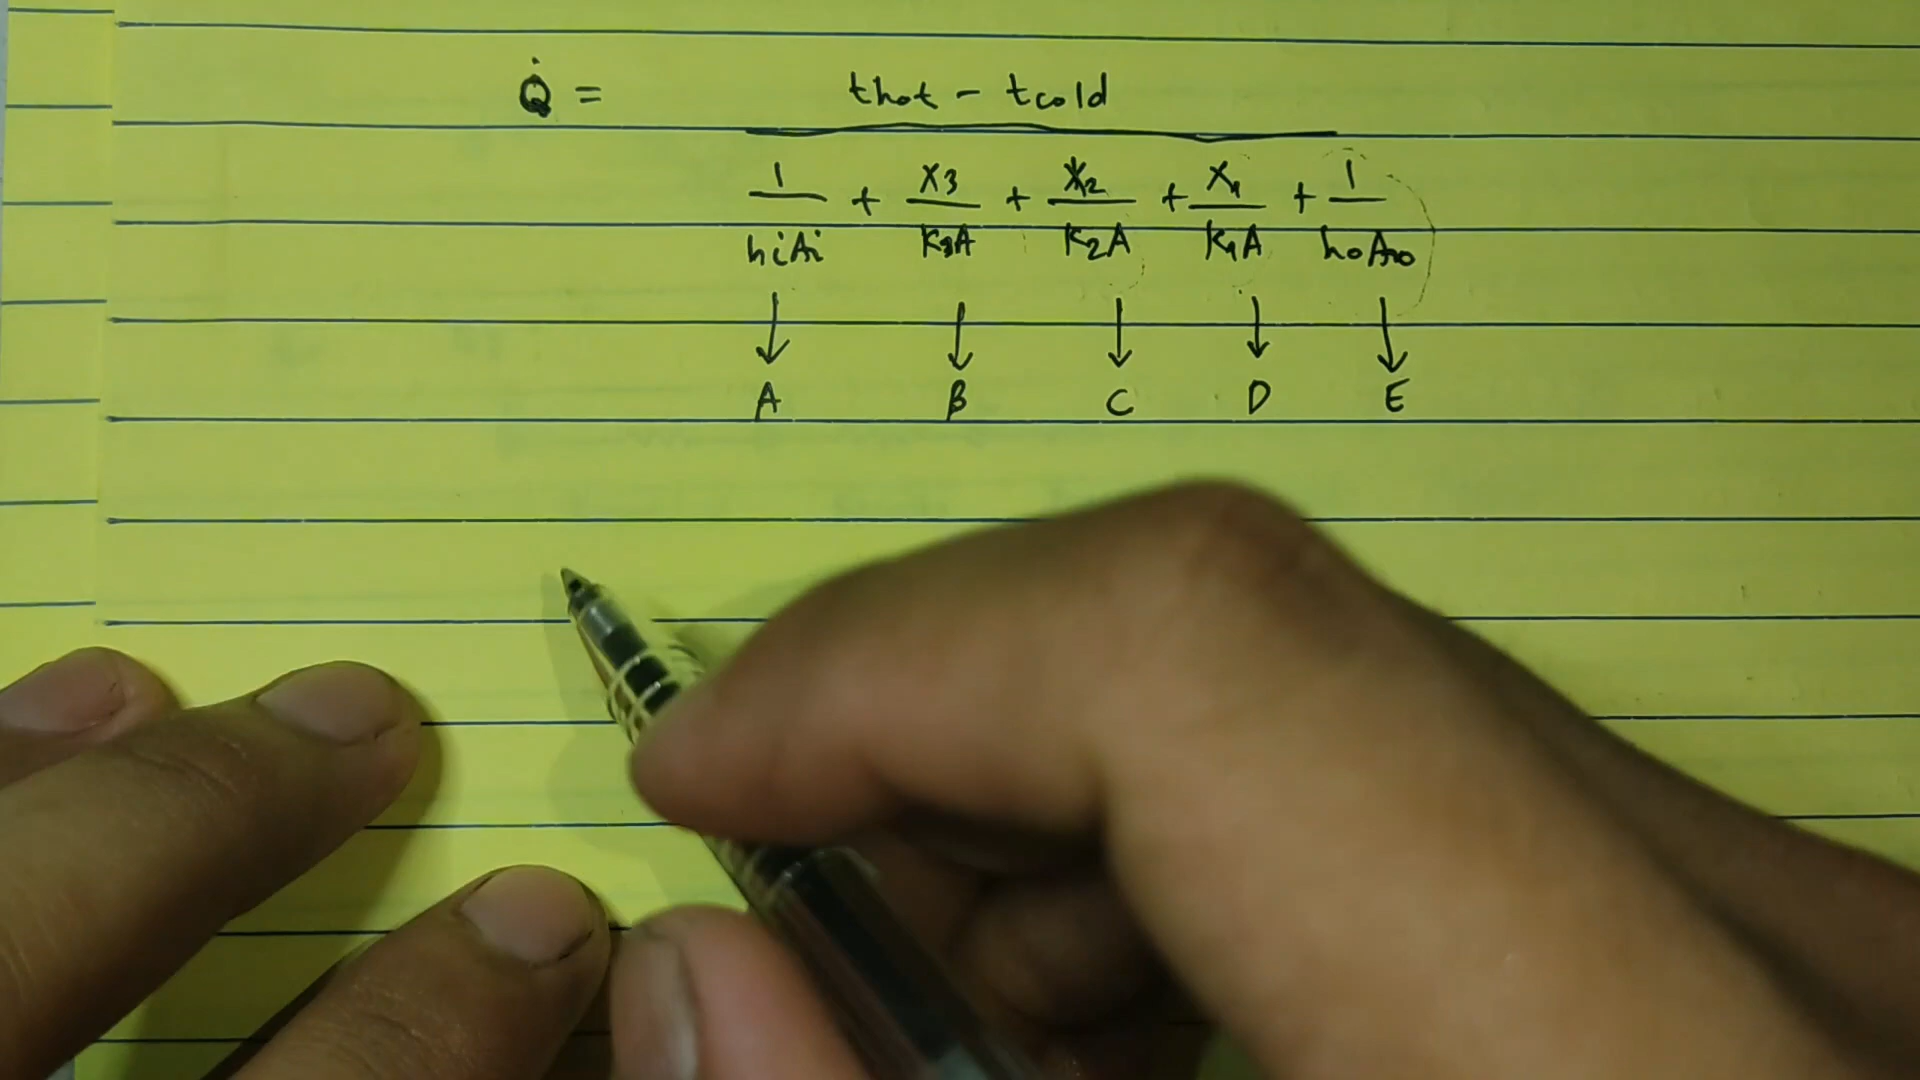 Q̇ = thot - tcold
1 + x3 + x2 + x1 + 1
hiAi K3A K2A K1A hoAo
↓ ↓ ↓ ↓ ↓
A B C D E